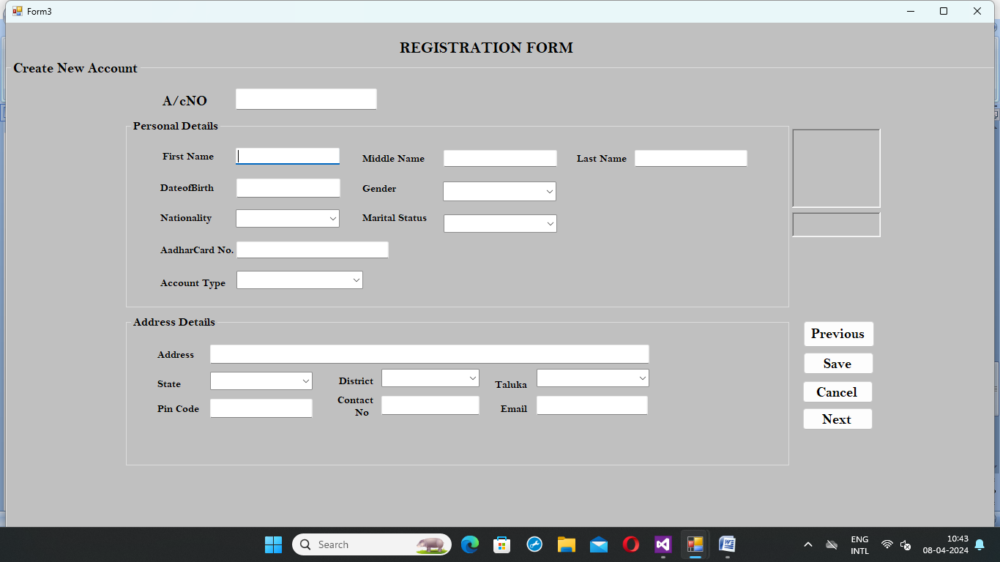 Form3
REGISTRATION FORM
Create New Account
A/cNO
Personal Details
First Name
Middle Name
Last Name
DateofBirth
Gender
Nationality
Marital Status
AadharCard No.
Account Type
Address Details
Address
State
District
Taluka
Pin Code
Contact
No
Email
Previous
Save
Cancel
Next
Search
ENG
INTL
10:43
08-04-2024